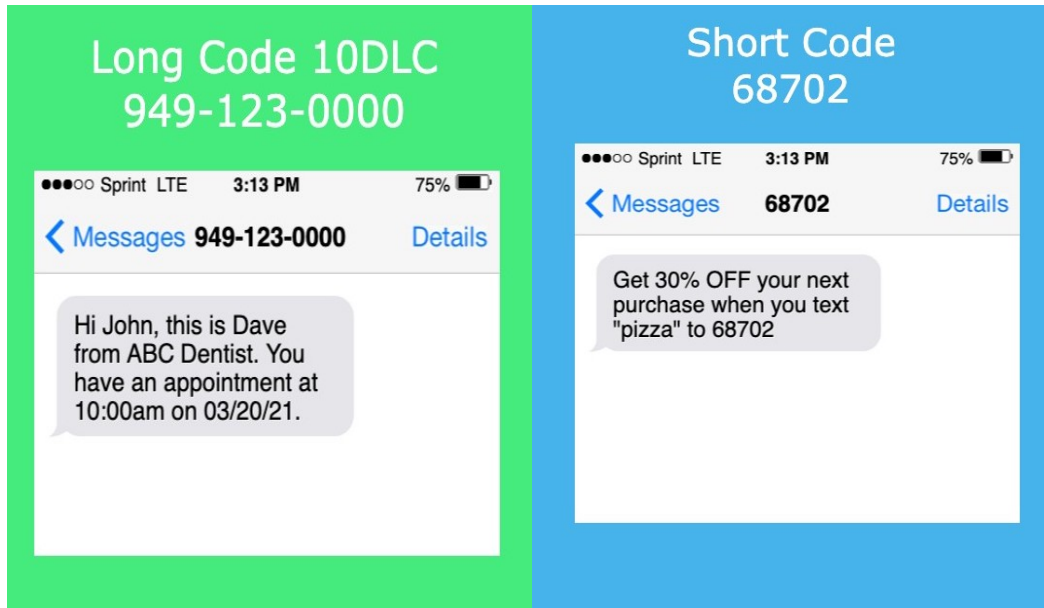 Long Code 10DLC
949-123-0000
Sprint LTE 3:13 PM 75%
Messages 949-123-0000 Details
Hi John, this is Dave
from ABC Dentist. You
have an appointment at
10:00am on 03/20/21.
Short Code
68702
Sprint LTE 3:13 PM 75%
Messages 68702 Details
Get 30% OFF your next
purchase when you text
"pizza" to 68702